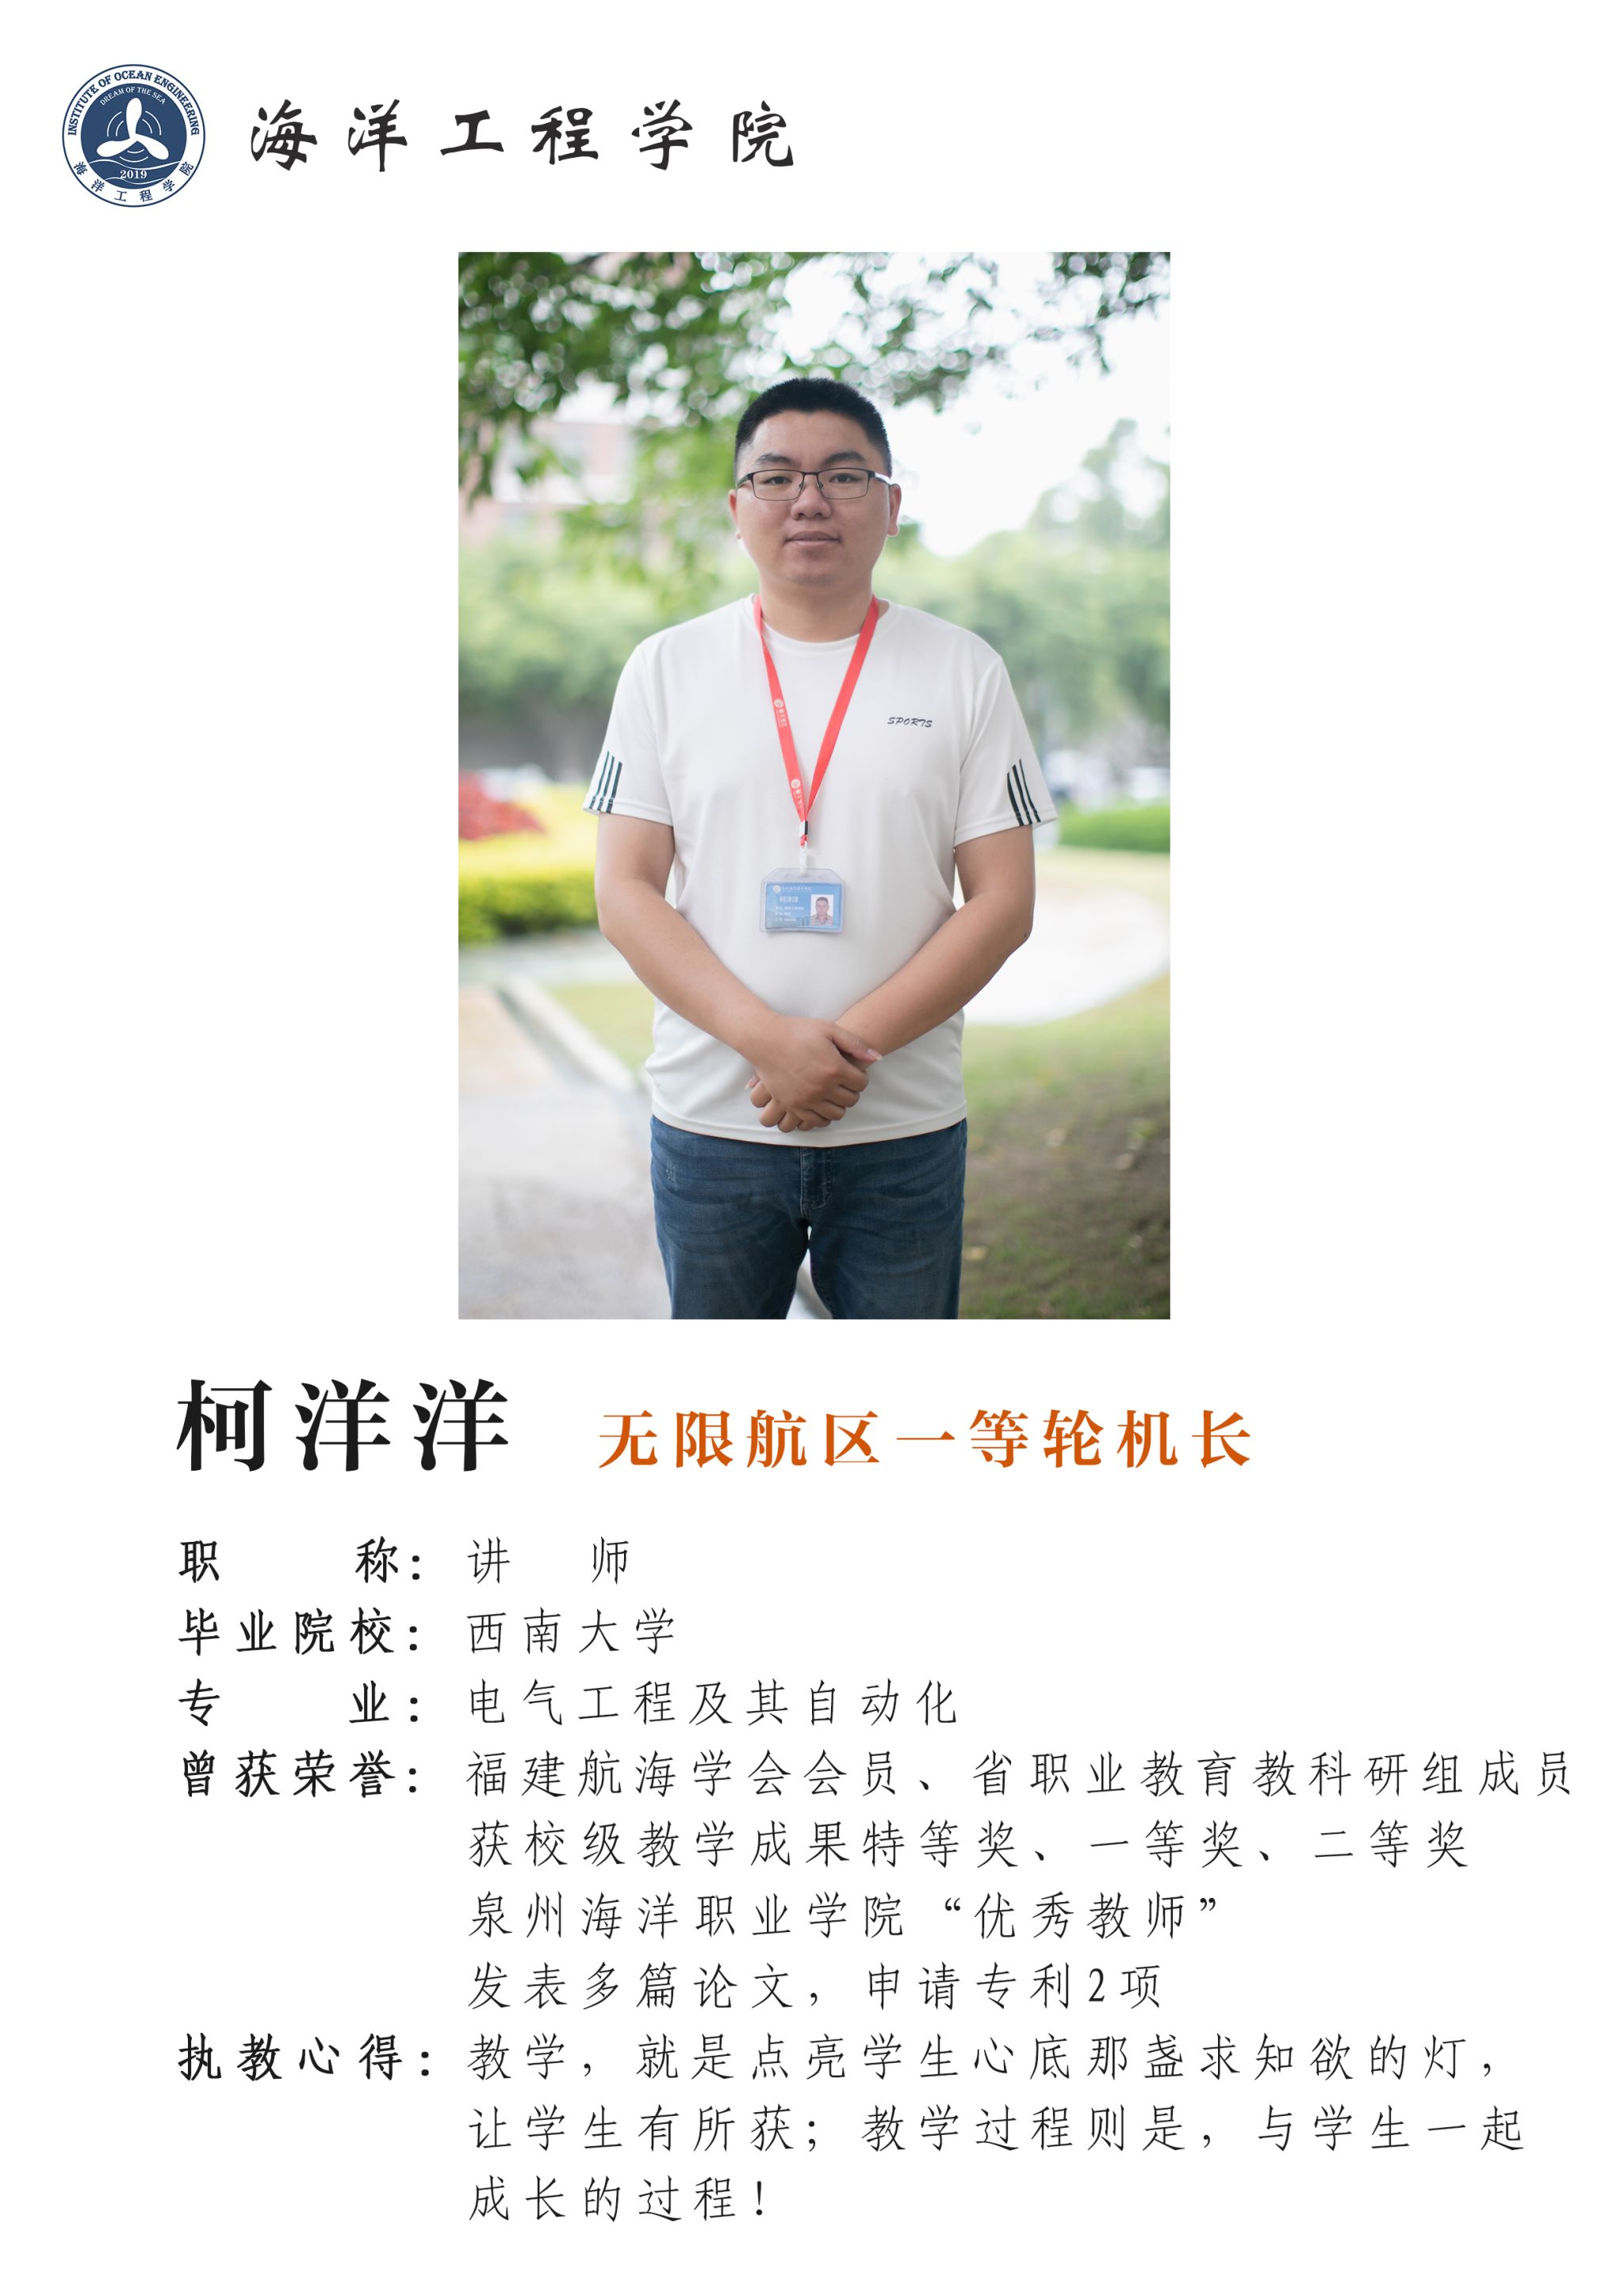 INSTITUTE OF OCEAN ENGINEERING
DREAM OF THE SEA
2019
海洋工程学院
海洋工程学院
SPORTS
柯洋洋
柯洋洋 无限航区一等轮机长
职 称：讲 师
毕业院校：西南大学
专 业：电气工程及其自动化
曾获荣誉：福建航海学会会员、省职业教育教科研组成员
获校级教学成果特等奖、一等奖、二等奖
泉州海洋职业学院“优秀教师”
发表多篇论文，申请专利2项
执教心得：教学，就是点亮学生心底那盏求知欲的灯，
让学生有所获；教学过程则是，与学生一起
成长的过程！